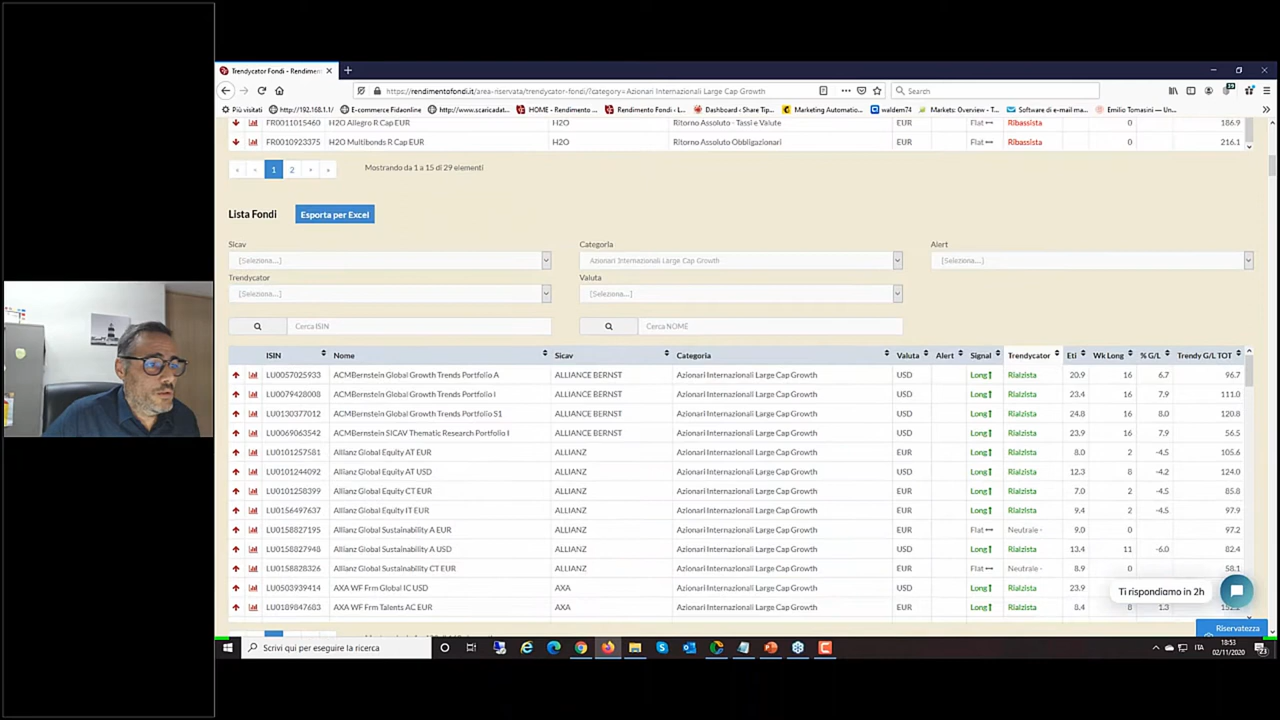 Trendycator Fondi - Rendimen
https://rendimentofondi.it/area-riservata/trendycator-fondi/?category=Azionari Internazionali Large Cap Growth
Search
Più visitati http://192.168.1.1/ E-commerce Fidaonline https://www.scaricadat... HOME - Rendimento ... Rendimento Fondi - L... Dashboard ‹ Share Tip... Marketing Automatio... waldem74 Markets: Overview - T... Software di e-mail ma... Emilio Tomasini — Un...
FR0011015460 H2O Allegro R Cap EUR H2O Ritorno Assoluto - Tassi e Valute EUR Flat Ribassista 0 186.9
FR0010923375 H2O Multibonds R Cap EUR H2O Ritorno Assoluto Obbligazionari EUR Flat Ribassista 0 216.1
« ‹ 1 2 › » Mostrando da 1 a 15 di 29 elementi
Lista Fondi Esporta per Excel
Sicav Categoria Alert
[Seleziona...] Azionari Internazionali Large Cap Growth [Seleziona...]
Trendycator Valuta
[Seleziona...] [Seleziona...]
Cerca ISIN Cerca NOME
ISIN Nome Sicav Categoria Valuta Alert Signal Trendycator Eti Wk Long % G/L Trendy G/L TOT
LU0057025933 ACMBernstein Global Growth Trends Portfolio A ALLIANCE BERNST Azionari Internazionali Large Cap Growth USD Long Rialzista 20.9 16 6.7 96.7
LU0079428008 ACMBernstein Global Growth Trends Portfolio I ALLIANCE BERNST Azionari Internazionali Large Cap Growth USD Long Rialzista 23.4 16 7.9 111.0
LU0130377012 ACMBernstein Global Growth Trends Portfolio S1 ALLIANCE BERNST Azionari Internazionali Large Cap Growth USD Long Rialzista 24.8 16 8.0 120.8
LU0069063542 ACMBernstein SICAV Thematic Research Portfolio I ALLIANCE BERNST Azionari Internazionali Large Cap Growth USD Long Rialzista 23.9 16 7.9 56.5
LU0101257581 Allianz Global Equity AT EUR ALLIANZ Azionari Internazionali Large Cap Growth EUR Long Rialzista 8.0 2 -4.5 105.6
LU0101244092 Allianz Global Equity AT USD ALLIANZ Azionari Internazionali Large Cap Growth USD Long Rialzista 12.3 8 -4.2 124.0
LU0101258399 Allianz Global Equity CT EUR ALLIANZ Azionari Internazionali Large Cap Growth EUR Long Rialzista 7.0 2 -4.5 85.8
LU0156497637 Allianz Global Equity IT EUR ALLIANZ Azionari Internazionali Large Cap Growth EUR Long Rialzista 9.4 2 -4.5 97.9
LU0158827195 Allianz Global Sustainability A EUR ALLIANZ Azionari Internazionali Large Cap Growth EUR Flat Neutrale - 9.0 0 97.2
LU0158827948 Allianz Global Sustainability A USD ALLIANZ Azionari Internazionali Large Cap Growth USD Long Rialzista 13.4 11 -6.0 82.4
LU0158828326 Allianz Global Sustainability CT EUR ALLIANZ Azionari Internazionali Large Cap Growth EUR Flat Neutrale - 8.9 0 58.1
LU0503939414 AXA WF Frm Global IC USD AXA Azionari Internazionali Large Cap Growth USD Long Rialzista 23.9
LU0189847683 AXA WF Frm Talents AC EUR AXA Azionari Internazionali Large Cap Growth EUR Long Rialzista 8.4 8 1.3
Ti rispondiamo in 2h
Riservatezza
Scrivi qui per eseguire la ricerca
ITA
18:53
02/11/2020
23